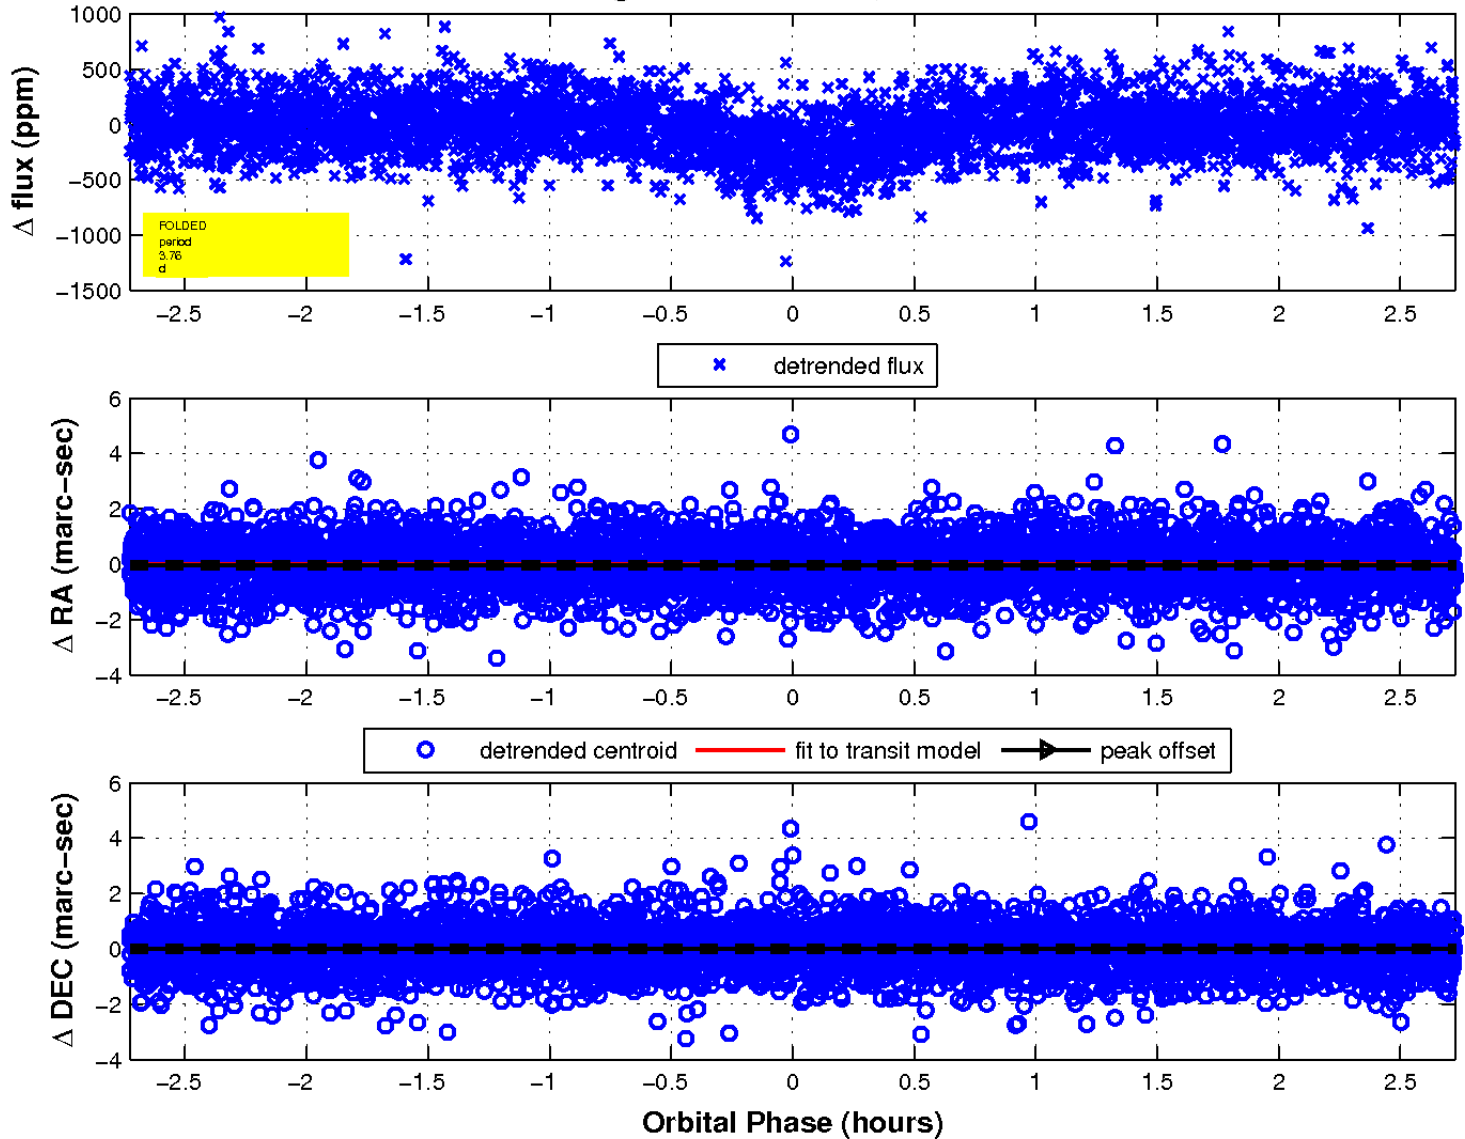 1000
500
0
−500
−1000
−1500
Δ flux (ppm)
FOLDED
period
3.76
d
−2.5 −2 −1.5 −1 −0.5 0 0.5 1 1.5 2 2.5
detrended flux
6
4
2
0
−2
−4
Δ RA (marc−sec)
−2.5 −2 −1.5 −1 −0.5 0 0.5 1 1.5 2 2.5
detrended centroid fit to transit model peak offset
6
4
2
0
−2
−4
Δ DEC (marc−sec)
−2.5 −2 −1.5 −1 −0.5 0 0.5 1 1.5 2 2.5
Orbital Phase (hours)